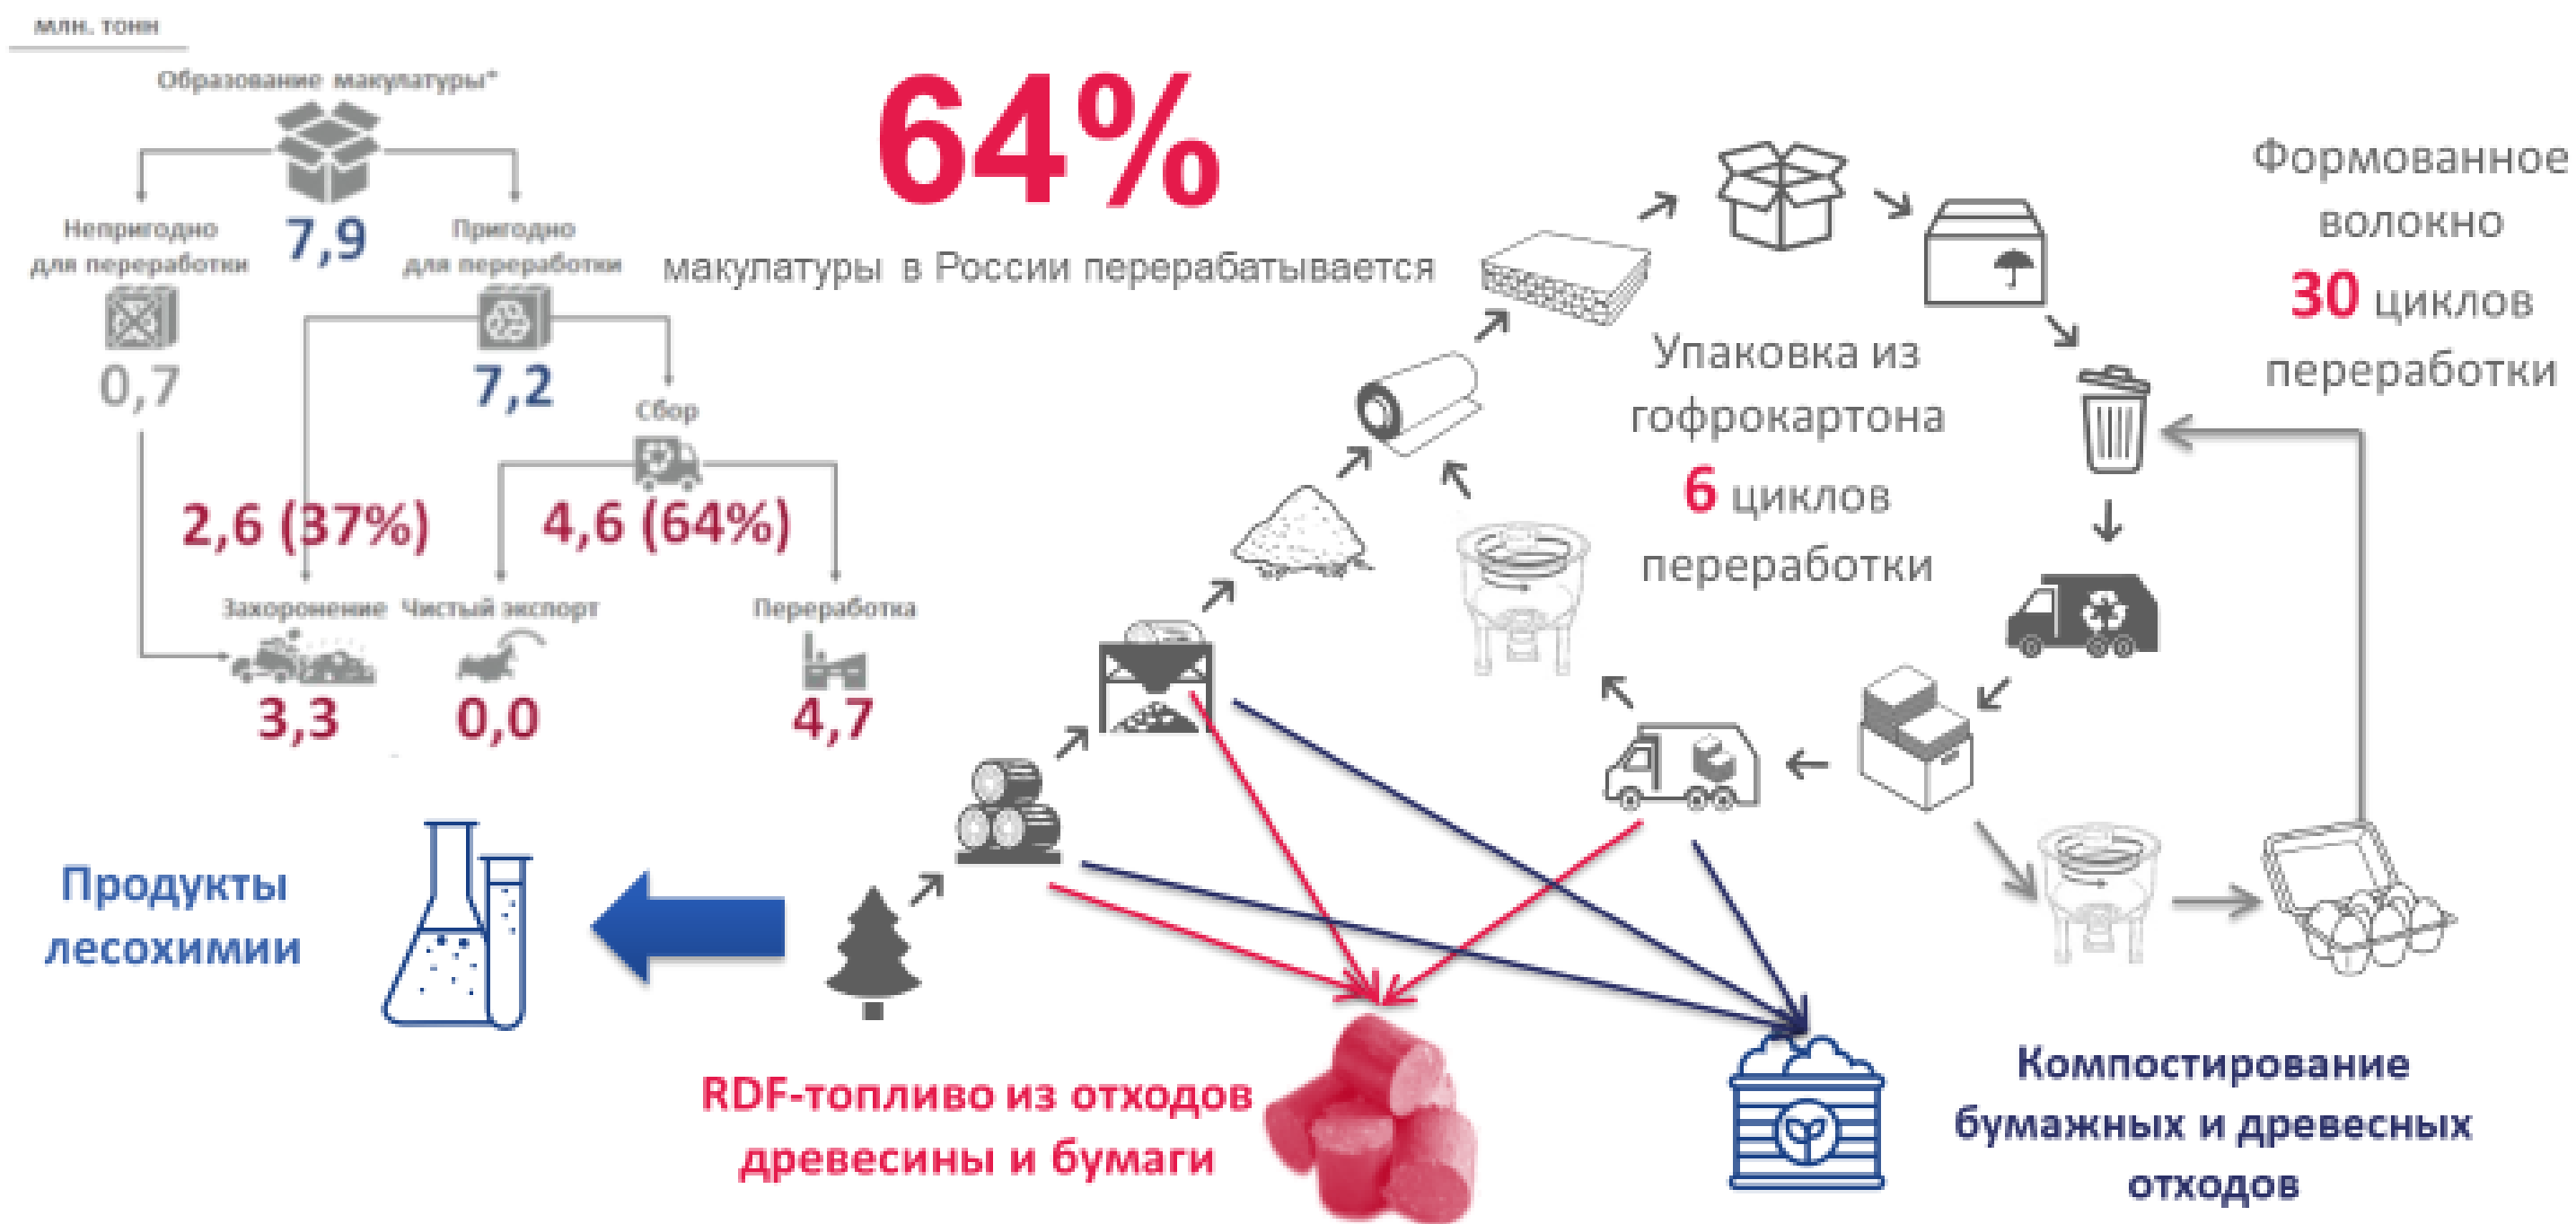 млн. тонн
Образование макулатуры*
7,9
Непригодно
для переработки
0,7
Пригодно
для переработки
7,2
Сбор
2,6 (37%)
4,6 (64%)
Захоронение
3,3
Чистый экспорт
0,0
Переработка
4,7
64%
макулатуры в России перерабатывается
Упаковка из
гофрокартона
6 циклов
переработки
Формованное
волокно
30 циклов
переработки
Продукты
лесохимии
RDF-топливо из отходов
древесины и бумаги
Компостирование
бумажных и древесных
отходов